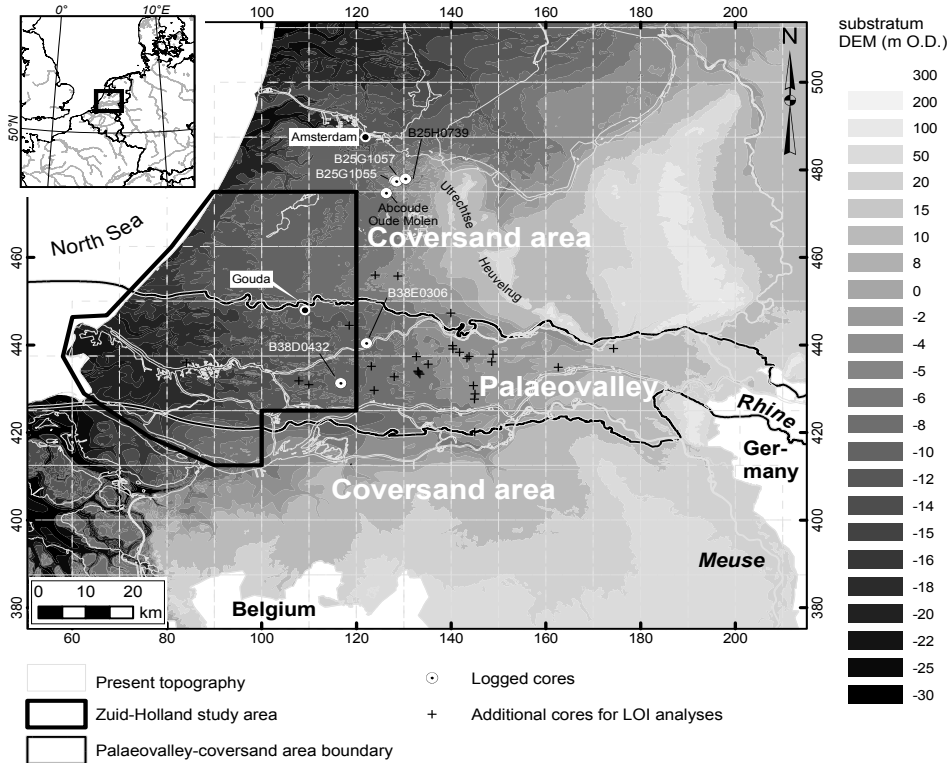 0° 10°E
50°N
100 120 140 160 180 200
substratum
DEM (m O.D.)
300
200
100
50
20
15
10
8
0
-2
-4
-5
-6
-8
-10
-12
-14
-15
-16
-18
-20
-22
-25
-30
N
500
480
460
440
420
400
380
460
440
420
400
380
Amsterdam
B25H0739
B25G1057
B25G1055
Abcoude
Oude Molen
Utrechtse
Heuvelrug
North Sea
Coversand area
Gouda
B38E0306
B38D0432
Palaeovalley
Rhine
Ger-
many
Coversand area
Meuse
Belgium
0 10 20
km
60 80 100 120 140 160 180 200
Present topography
Logged cores
Zuid-Holland study area
Additional cores for LOI analyses
Palaeovalley-coversand area boundary